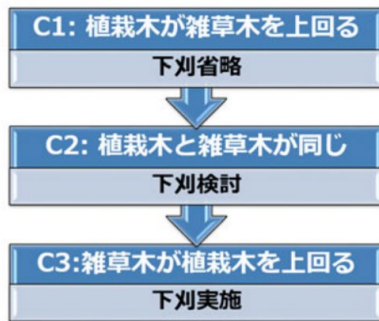 C1: 植栽木が雑草木を上回る
下刈省略
C2: 植栽木と雑草木が同じ
下刈検討
C3:雑草木が植栽木を上回る
下刈実施